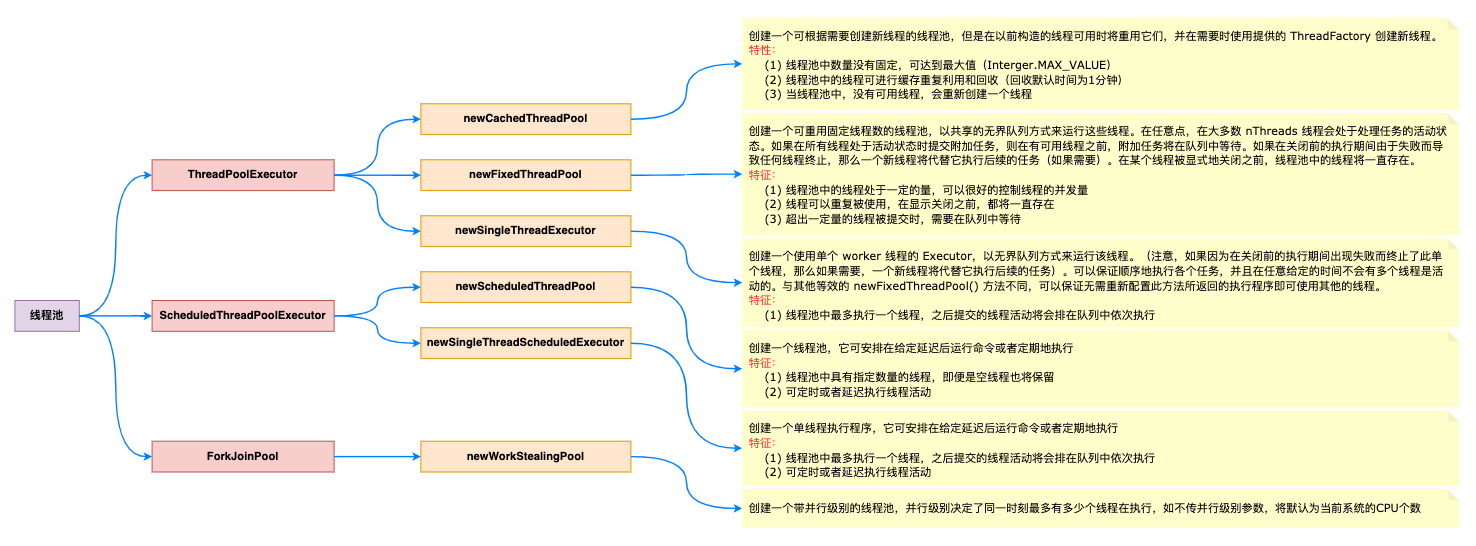 线程池
ThreadPoolExecutor
ScheduledThreadPoolExecutor
ForkJoinPool
newCachedThreadPool
newFixedThreadPool
newSingleThreadExecutor
newScheduledThreadPool
newSingleThreadScheduledExecutor
newWorkStealingPool
创建一个可根据需要创建新线程的线程池，但是在以前构造的线程可用时将重用它们，并在需要时使用提供的 ThreadFactory 创建新线程。
特性：
(1) 线程池中数量没有固定，可达到最大值（Interger.MAX_VALUE）
(2) 线程池中的线程可进行缓存重复利用和回收（回收默认时间为1分钟）
(3) 当线程池中，没有可用线程，会重新创建一个线程
创建一个可重用固定线程数的线程池，以共享的无界队列方式来运行这些线程。在任意点，在大多数 nThreads 线程会处于处理任务的活动状
态。如果在所有线程处于活动状态时提交附加任务，则在有可用线程之前，附加任务将在队列中等待。如果在关闭前的执行期间由于失败而导
致任何线程终止，那么一个新线程将代替它执行后续的任务（如果需要）。在某个线程被显式地关闭之前，线程池中的线程将一直存在。
特征：
(1) 线程池中的线程处于一定的量，可以很好的控制线程的并发量
(2) 线程可以重复被使用，在显示关闭之前，都将一直存在
(3) 超出一定量的线程被提交时，需要在队列中等待
创建一个使用单个 worker 线程的 Executor，以无界队列方式来运行该线程。（注意，如果因为在关闭前的执行期间出现失败而终止了此单
个线程，那么如果需要，一个新线程将代替它执行后续的任务）。可以保证顺序地执行各个任务，并且在任意给定的时间不会有多个线程是活
动的。与其他等效的 newFixedThreadPool() 方法不同，可以保证无需重新配置此方法所返回的执行程序即可使用其他的线程。
特征：
(1) 线程池中最多执行一个线程，之后提交的线程活动将会排在队列中依次执行
创建一个线程池，它可安排在给定延迟后运行命令或者定期地执行
特征：
(1) 线程池中具有指定数量的线程，即便是空线程也将保留
(2) 可定时或者延迟执行线程活动
创建一个单线程执行程序，它可安排在给定延迟后运行命令或者定期地执行
特征：
(1) 线程池中最多执行一个线程，之后提交的线程活动将会排在队列中依次执行
(2) 可定时或者延迟执行线程活动
创建一个带并行级别的线程池，并行级别决定了同一时刻最多有多少个线程在执行，如不传并行级别参数，将默认为当前系统的CPU个数